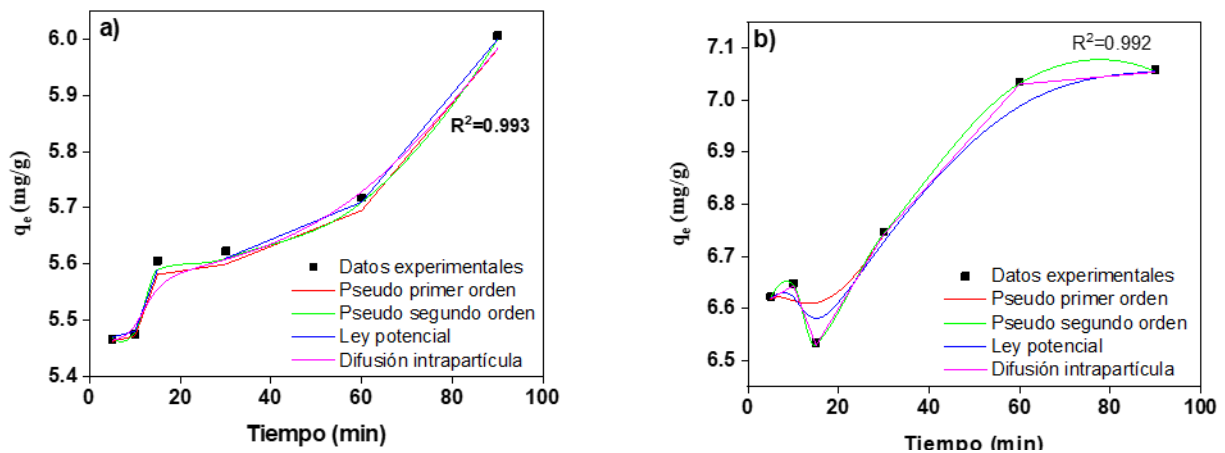 a)
6.0
5.9
5.8
5.7
5.6
5.5
5.4
qe (mg/g)
R²=0.993
Datos experimentales
Pseudo primer orden
Pseudo segundo orden
Ley potencial
Difusión intrapartícula
0 20 40 60 80 100
Tiempo (min)
b)
7.1
7.0
6.9
6.8
6.7
6.6
6.5
qe (mg/g)
R²=0.992
Datos experimentales
Pseudo primer orden
Pseudo segundo orden
Ley potencial
Difusión intrapartícula
0 20 40 60 80 100
Tiempo (min)